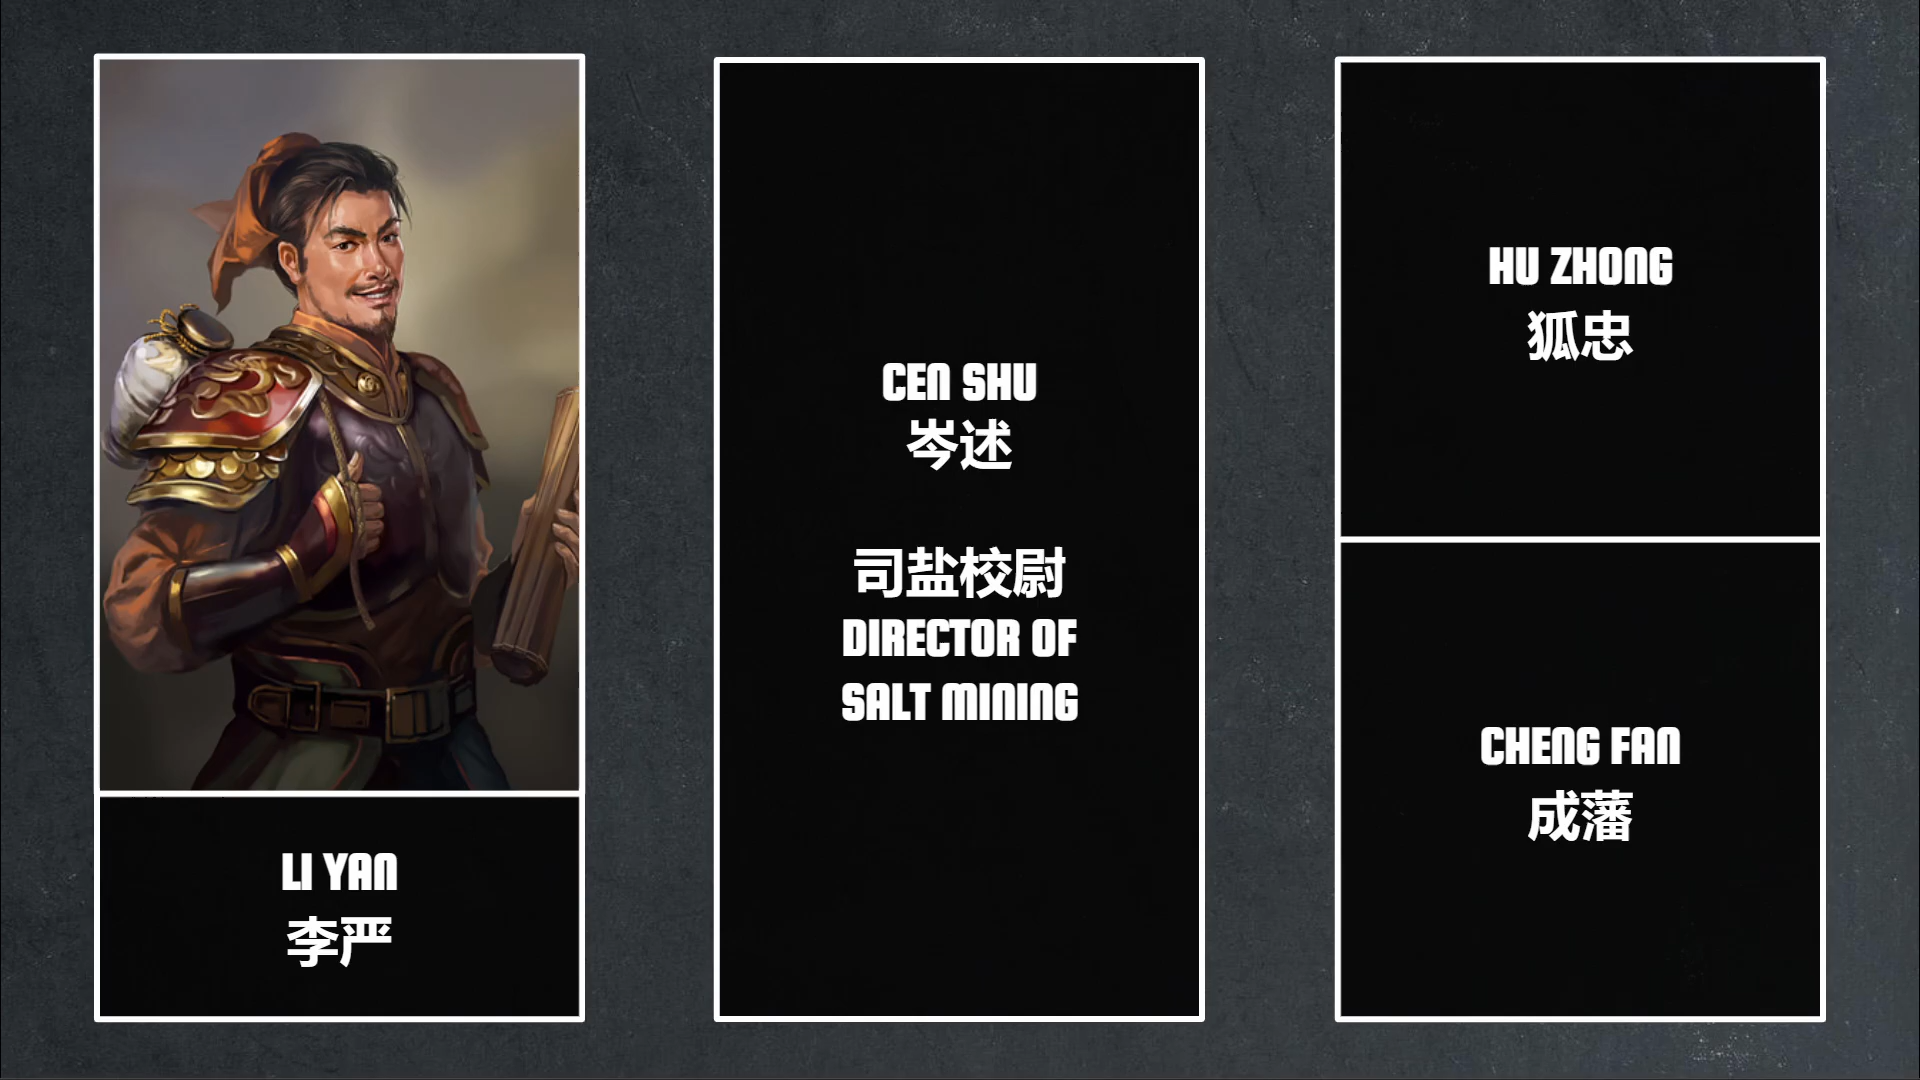 LI YAN
李严
CEN SHU
岑述
司盐校尉
DIRECTOR OF
SALT MINING
HU ZHONG
狐忠
CHENG FAN
成藩